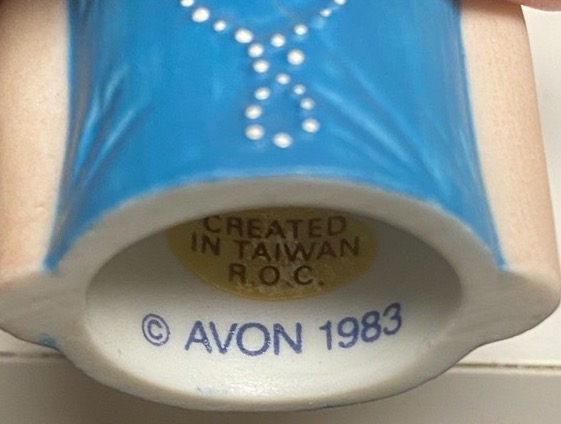 CREATED
IN TAIWAN
R.O.C.
© AVON 1983